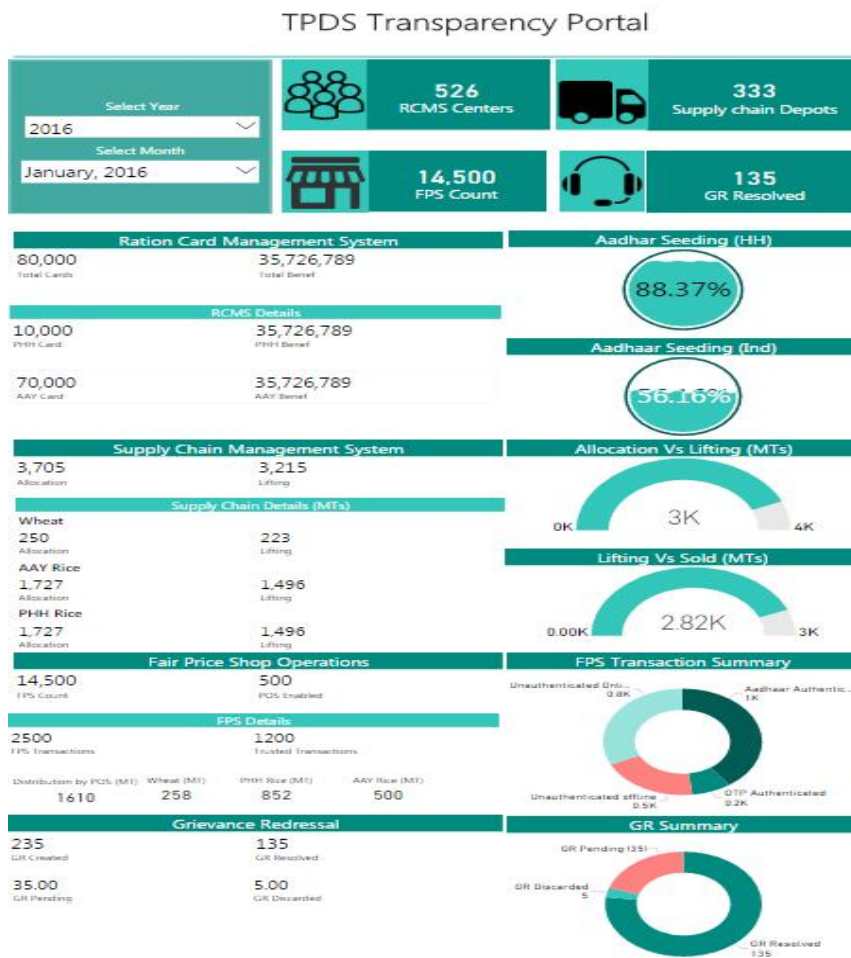 TPDS Transparency Portal
Select Year
2016
Select Month
January, 2016
526
RCMS Centers
333
Supply chain Depots
14,500
FPS Count
135
GR Resolved
Ration Card Management System
80,000 35,726,789
Total Cards Total Benef
RCMS Details
10,000 35,726,789
PHH Card PHH Benef
70,000 35,726,789
AAY Card AAY Benef
Aadhar Seeding (HH)
88.37%
Aadhaar Seeding (Ind)
56.16%
Supply Chain Management System
3,705 3,215
Allocation Lifting
Supply Chain Details (MTs)
Wheat
250 223
Allocation Lifting
AAY Rice
1,727 1,496
Allocation Lifting
PHH Rice
1,727 1,496
Allocation Lifting
Allocation Vs Lifting (MTs)
0K 3K 4K
Lifting Vs Sold (MTs)
0.00K 2.82K 3K
Fair Price Shop Operations
14,500 500
FPS Count POS Enabled
FPS Details
2500 1200
FPS Transactions Trusted Transactions
Distribution by POS (MT) Wheat (MT) PHH Rice (MT) AAY Rice (MT)
1610 258 852 500
FPS Transaction Summary
Unauthenticated Onli...
0.8K
Aadhaar Authentic...
1K
Unauthenticated offline
0.5K
OTP Authenticated
0.2K
Grievance Redressal
235 135
GR Created GR Resolved
35.00 5.00
GR Pending GR Discarded
GR Summary
GR Pending (35)
GR Discarded
5
GR Resolved
135